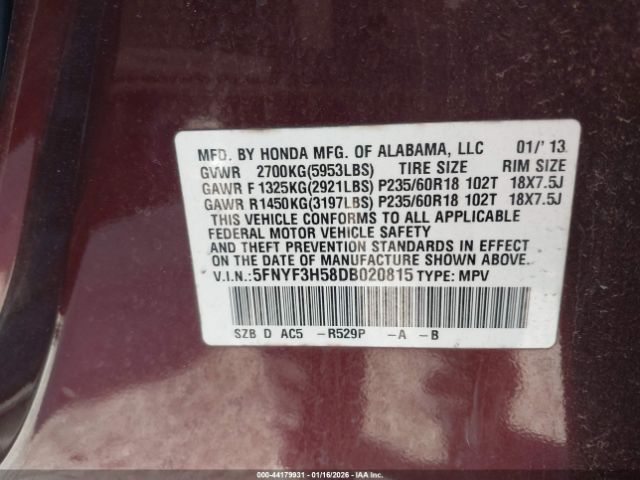 MFD. BY HONDA MFG. OF ALABAMA, LLC 01/'13
GVWR 2700KG(5953LBS) TIRE SIZE RIM SIZE
GAWR F 1325KG(2921LBS) P235/60R18 102T 18X7.5J
GAWR R1450KG(3197LBS) P235/60R18 102T 18X7.5J
THIS VEHICLE CONFORMS TO ALL APPLICABLE
FEDERAL MOTOR VEHICLE SAFETY
AND THEFT PREVENTION STANDARDS IN EFFECT
ON THE DATE OF MANUFACTURE SHOWN ABOVE.
V.I.N.:5FNYF3H58DB020815 TYPE: MPV
SZB D AC5 -R529P -A -B
000-44179931 - 01/16/2026 - IAA